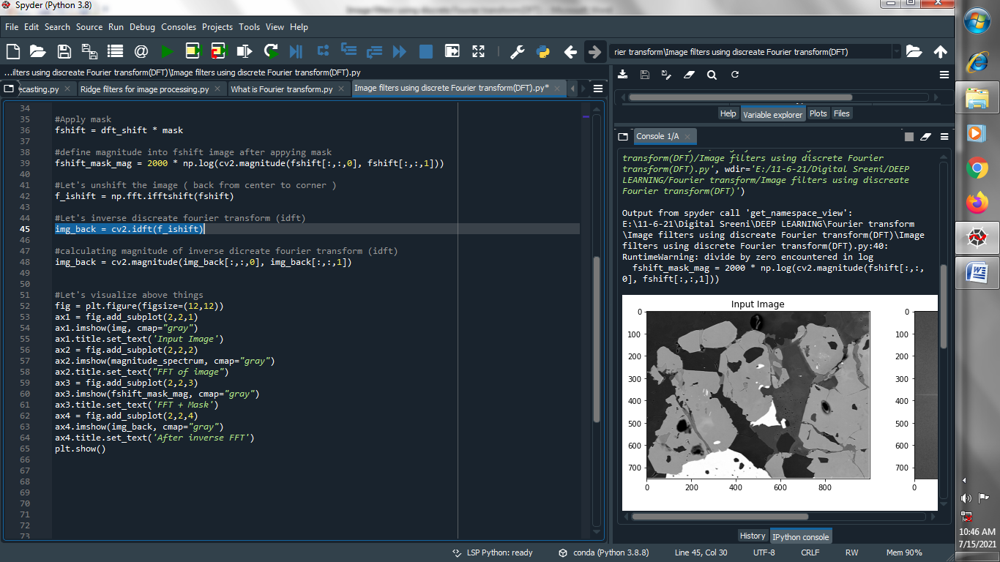 Spyder (Python 3.8)
File Edit Search Source Run Debug Consoles Projects Tools View Help
rier transform\Image filters using discreate Fourier transform(DFT)
...ilters using discreate Fourier transform(DFT)\Image filters using discrete Fourier transform(DFT).py
ecasting.py Ridge filters for image processing.py What is Fourier transform.py Image filters using discrete Fourier transform(DFT).py*
34
35 #Apply mask
36 fshift = dft_shift * mask
37
38 #define magnitude into fshift image after appying mask
39 fshift_mask_mag = 2000 * np.log(cv2.magnitude(fshift[:,:,0], fshift[:,:,1]))
40
41 #Let's unshift the image ( back from center to corner )
42 f_ishift = np.fft.ifftshift(fshift)
43
44 #Let's inverse discreate fourier transform (idft)
45 img_back = cv2.idft(f_ishift)
46
47 #calculating magnitude of inverse dicreate fourier transform (idft)
48 img_back = cv2.magnitude(img_back[:,:,0], img_back[:,:,1])
49
50
51 #Let's visualize above things
52 fig = plt.figure(figsize=(12,12))
53 ax1 = fig.add_subplot(2,2,1)
54 ax1.imshow(img, cmap="gray")
55 ax1.title.set_text('Input Image')
56 ax2 = fig.add_subplot(2,2,2)
57 ax2.imshow(magnitude_spectrum, cmap="gray")
58 ax2.title.set_text("FFT of image")
59 ax3 = fig.add_subplot(2,2,3)
60 ax3.imshow(fshift_mask_mag, cmap="gray")
61 ax3.title.set_text('FFT + Mask')
62 ax4 = fig.add_subplot(2,2,4)
63 ax4.imshow(img_back, cmap="gray")
64 ax4.title.set_text('After inverse FFT')
65 plt.show()
66
67
68
69
70
71
72
73
Help Variable explorer Plots Files
Console 1/A
transform(DFT)/Image filters using discrete Fourier
transform(DFT).py', wdir='E:/11-6-21/Digital Sreeni/DEEP
LEARNING/Fourier transform/Image filters using discreate
Fourier transform(DFT)')
Output from spyder call 'get_namespace_view':
E:\11-6-21\Digital Sreeni\DEEP LEARNING\Fourier transform
\Image filters using discreate Fourier transform(DFT)\Image
filters using discrete Fourier transform(DFT).py:40:
RuntimeWarning: divide by zero encountered in log
fshift_mask_mag = 2000 * np.log(cv2.magnitude(fshift[:,:,
0], fshift[:,:,1]))
Input Image
0
100
200
300
400
500
600
700
0 200 400 600 800
0
100
200
300
400
500
600
700
0
History IPython console
LSP Python: ready conda (Python 3.8.8) Line 45, Col 30 UTF-8 CRLF RW Mem 90%
10:46 AM
7/15/2021